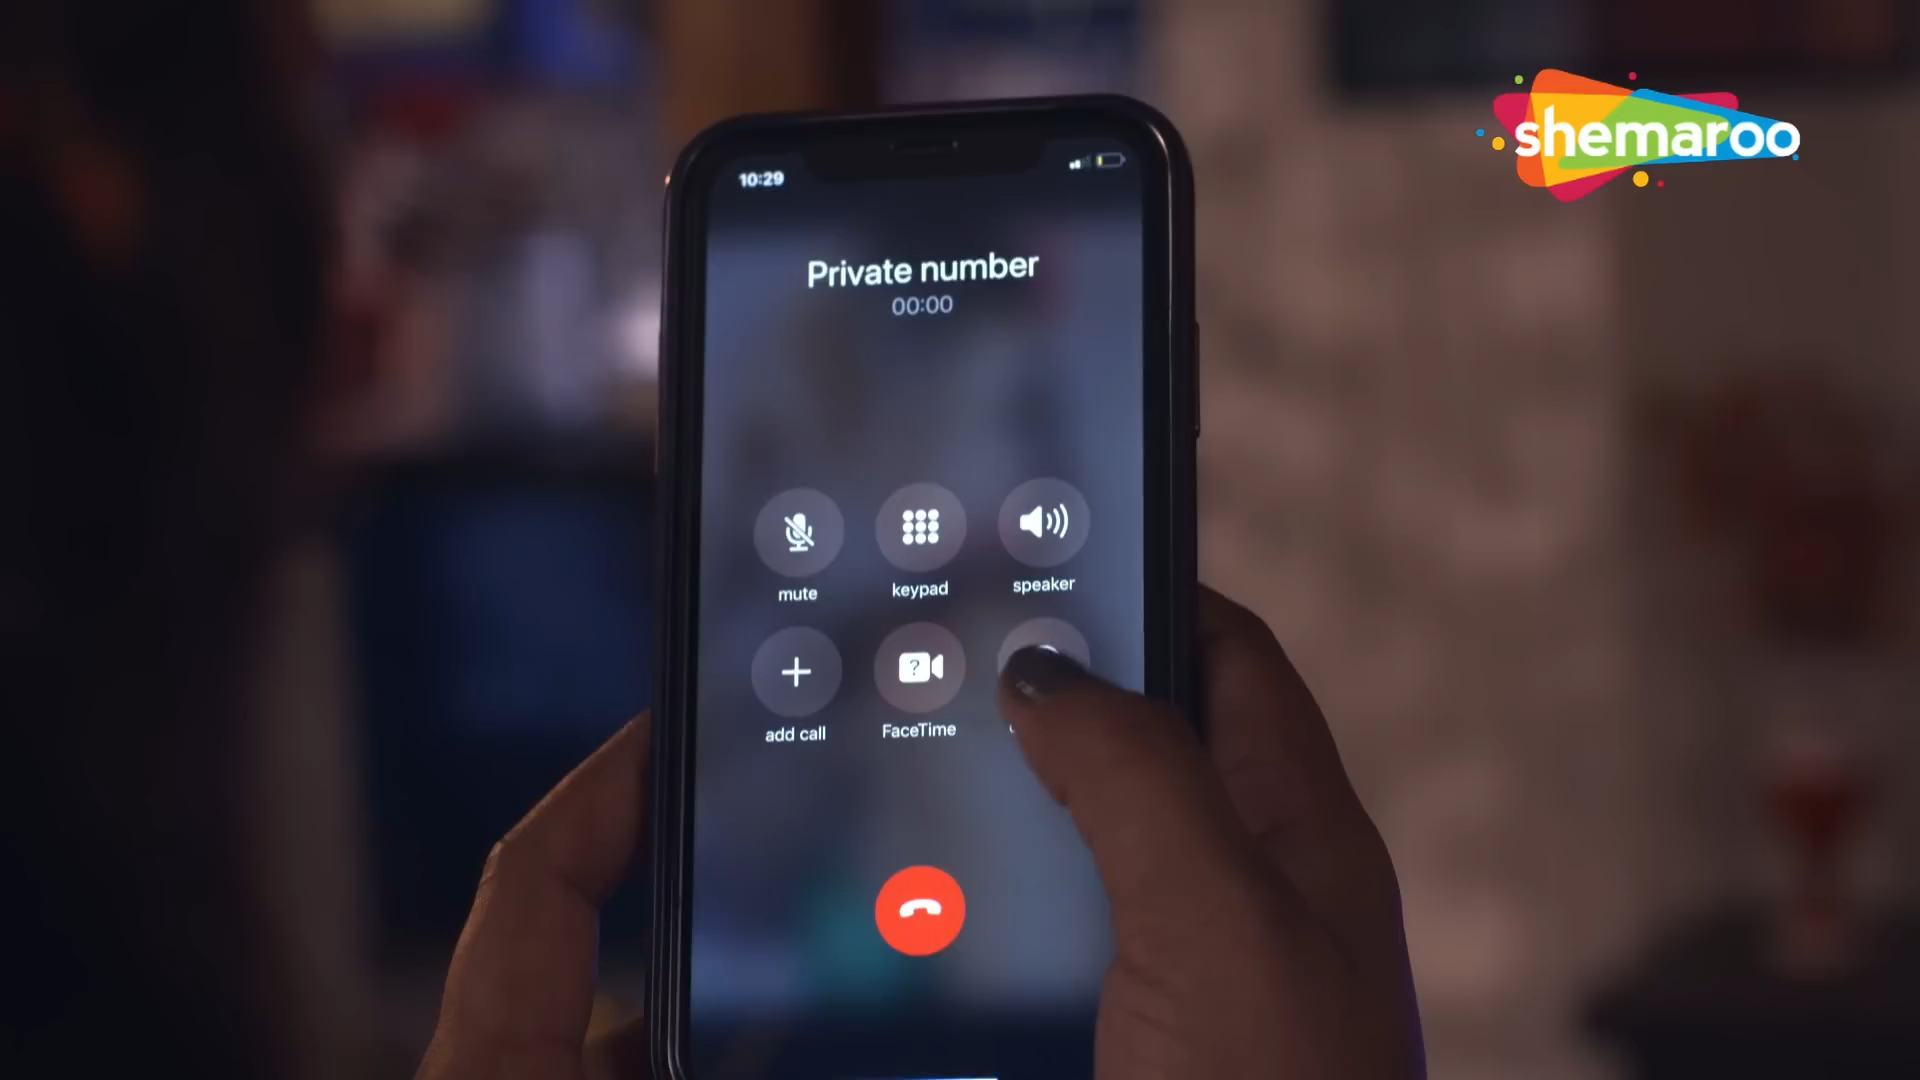 shemaroo
10:29
Private number
00:00
mute
keypad
speaker
add call
FaceTime